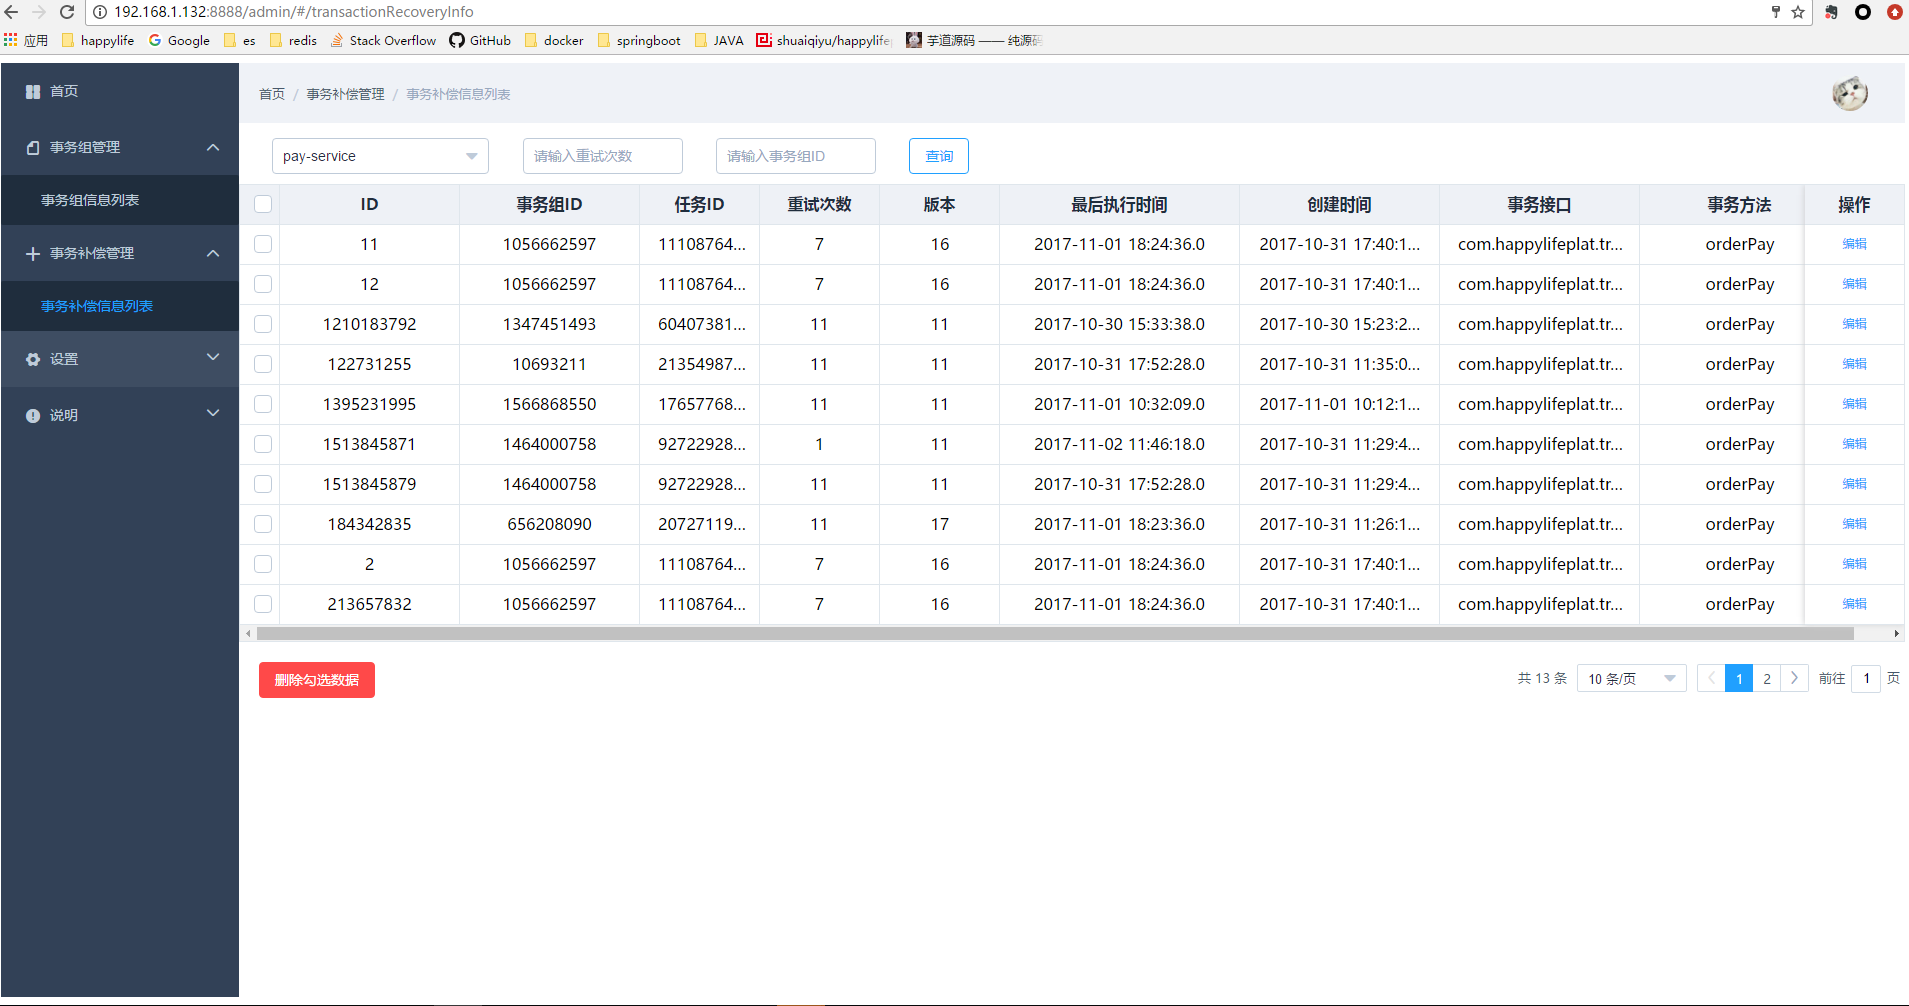 192.168.1.132:8888/admin/#/transactionRecoveryInfo
应用 happylife Google es redis Stack Overflow GitHub docker springboot JAVA shuaiqiyu/happylife 芋道源码 —— 纯源码
首页
事务组管理
事务组信息列表
事务补偿管理
事务补偿信息列表
设置
说明
首页 / 事务补偿管理 / 事务补偿信息列表
pay-service 请输入重试次数 请输入事务组ID 查询
ID 事务组ID 任务ID 重试次数 版本 最后执行时间 创建时间 事务接口 事务方法 操作
11 1056662597 11108764... 7 16 2017-11-01 18:24:36.0 2017-10-31 17:40:1... com.happylifeplat.tr... orderPay 编辑
12 1056662597 11108764... 7 16 2017-11-01 18:24:36.0 2017-10-31 17:40:1... com.happylifeplat.tr... orderPay 编辑
1210183792 1347451493 60407381... 11 11 2017-10-30 15:33:38.0 2017-10-30 15:23:2... com.happylifeplat.tr... orderPay 编辑
122731255 10693211 21354987... 11 11 2017-10-31 17:52:28.0 2017-10-31 11:35:0... com.happylifeplat.tr... orderPay 编辑
1395231995 1566868550 17657768... 11 11 2017-11-01 10:32:09.0 2017-11-01 10:12:1... com.happylifeplat.tr... orderPay 编辑
1513845871 1464000758 92722928... 1 11 2017-11-02 11:46:18.0 2017-10-31 11:29:4... com.happylifeplat.tr... orderPay 编辑
1513845879 1464000758 92722928... 11 11 2017-10-31 17:52:28.0 2017-10-31 11:29:4... com.happylifeplat.tr... orderPay 编辑
184342835 656208090 20727119... 11 17 2017-11-01 18:23:36.0 2017-10-31 11:26:1... com.happylifeplat.tr... orderPay 编辑
2 1056662597 11108764... 7 16 2017-11-01 18:24:36.0 2017-10-31 17:40:1... com.happylifeplat.tr... orderPay 编辑
213657832 1056662597 11108764... 7 16 2017-11-01 18:24:36.0 2017-10-31 17:40:1... com.happylifeplat.tr... orderPay 编辑
删除勾选数据 共 13 条 10 条/页 1 2 前往 1 页